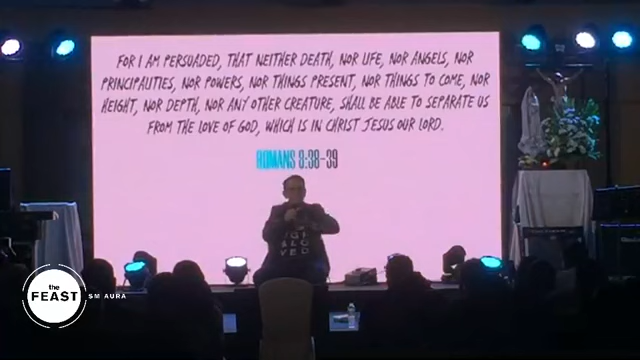 FOR I AM PERSUADED, THAT NEITHER DEATH, NOR LIFE, NOR ANGELS, NOR
PRINCIPALITIES, NOR POWERS, NOR THINGS PRESENT, NOR THINGS TO COME, NOR
HEIGHT, NOR DEPTH, NOR ANY OTHER CREATURE, SHALL BE ABLE TO SEPARATE US
FROM THE LOVE OF GOD, WHICH IS IN CHRIST JESUS OUR LORD.
ROMANS 8:38-39
the
FEAST
SM AURA